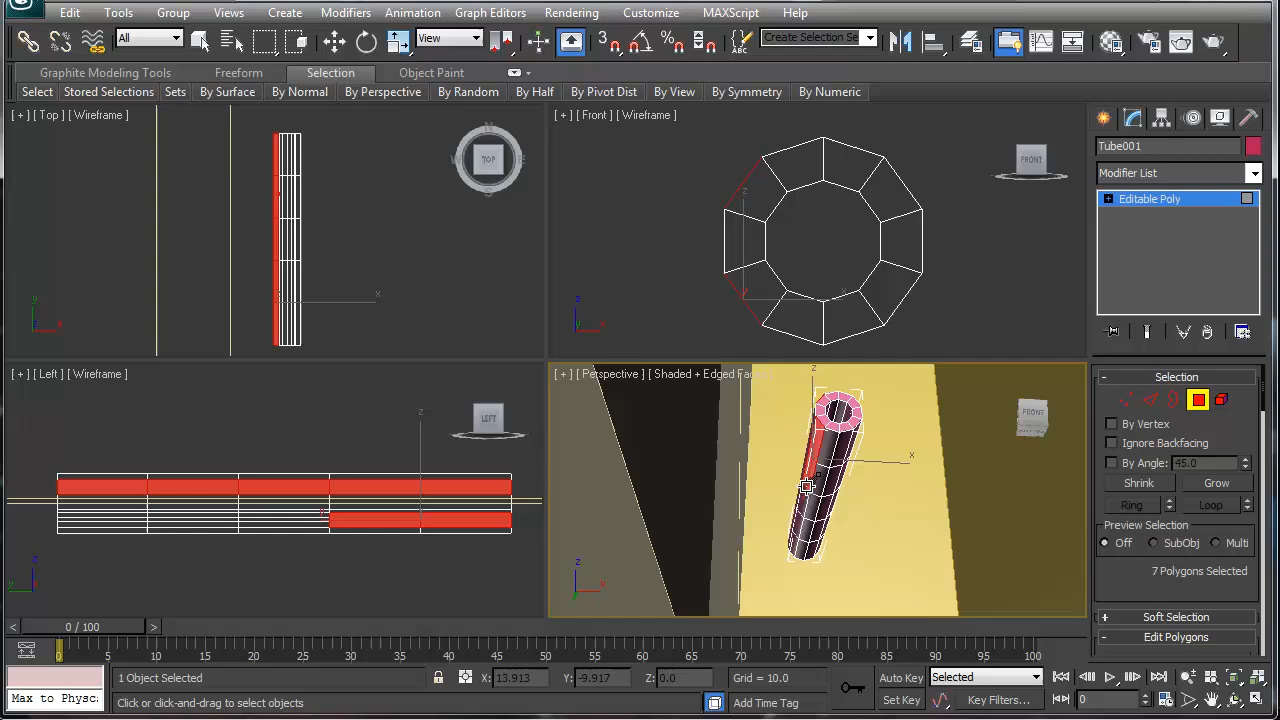 Edit Tools Group Views Create Modifiers Animation Graph Editors Rendering Customize MAXScript Help
All View Create Selection Se
Graphite Modeling Tools Freeform Selection Object Paint
Select Stored Selections Sets By Surface By Normal By Perspective By Random By Half By Pivot Dist By View By Symmetry By Numeric
[ + ] [ Top ] [ Wireframe ]
TOP
[ + ] [ Front ] [ Wireframe ]
FRONT
Tube001
Modifier List
Editable Poly
[ + ] [ Left ] [ Wireframe ]
LEFT
[ + ] [ Perspective ] [ Shaded + Edged Faces ]
FRONT
Selection
By Vertex
Ignore Backfacing
By Angle: 45.0
Shrink Grow
Ring Loop
Preview Selection
Off SubObj Multi
7 Polygons Selected
Soft Selection
Edit Polygons
< 0 / 100 >
0 5 10 15 20 25 30 35 40 45 50 55 60 65 70 75 80 85 90 95 100
1 Object Selected X: 13.913 Y: -9.917 Z: 0.0 Grid = 10.0 Auto Key Selected
Max to Physc
Click or click-and-drag to select objects Add Time Tag Set Key Key Filters... 0